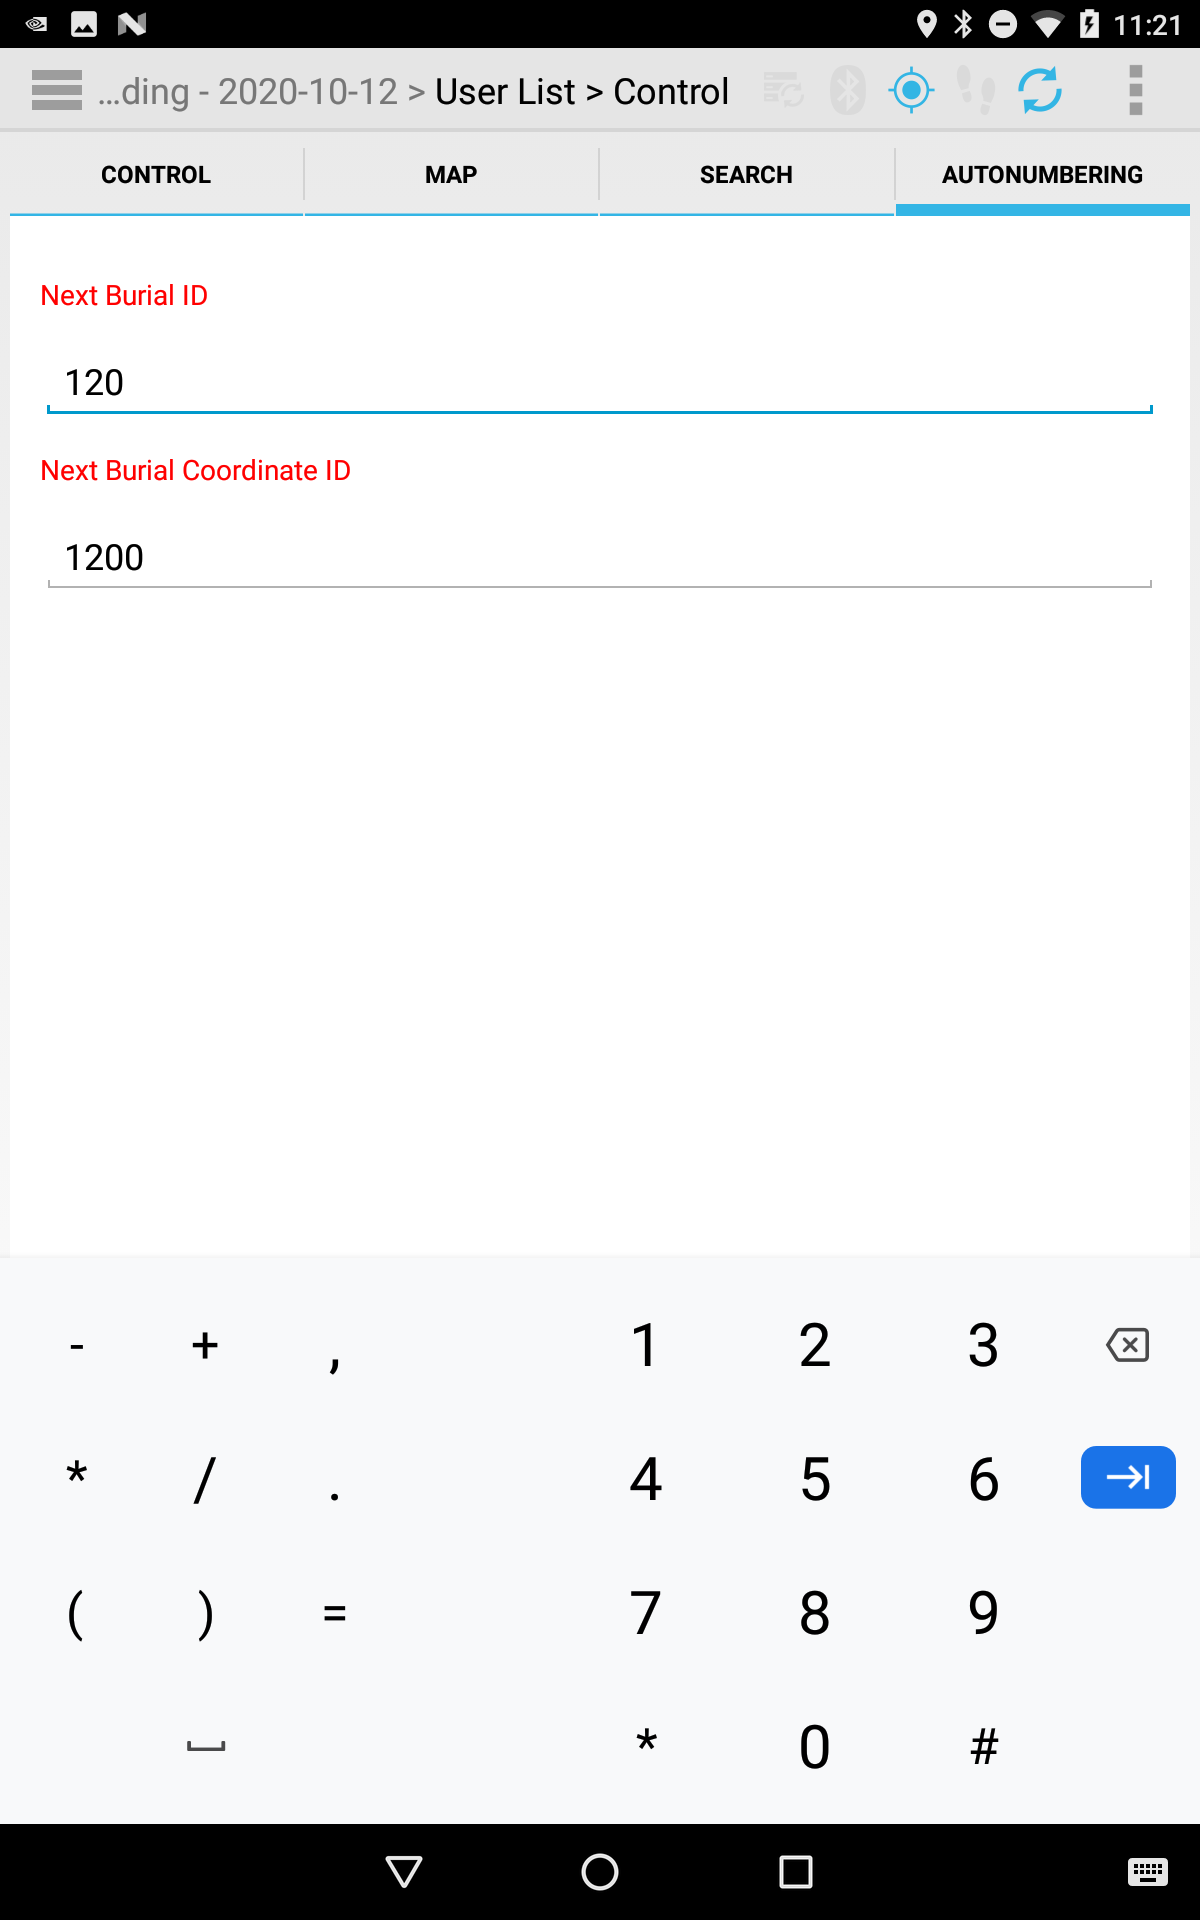 11:21
...ding - 2020-10-12 > User List > Control
CONTROL MAP SEARCH AUTONUMBERING
Next Burial ID
120
Next Burial Coordinate ID
1200
- + , 1 2 3
* / . 4 5 6
( ) = 7 8 9
* 0 #